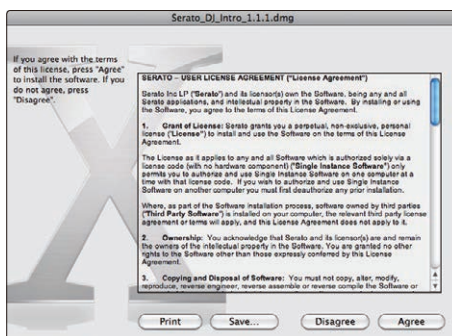 Serato_DJ_Intro_1.1.1.dmg
If you agree with the terms
of this license, press "Agree"
to install the software. If you
do not agree, press
"Disagree".
SERATO – USER LICENSE AGREEMENT ("License Agreement")
Serato Inc LP ("Serato") and its licensor(s) own the Software, being any and all
Serato applications, and intellectual property in the Software. By installing or using
the Software, you agree to the terms of this License Agreement.
1. Grant of License: Serato grants you a perpetual, non-exclusive, personal
license ("License") to install and use the Software on the terms of this License
Agreement.
The License as it applies to any and all Software which is authorized solely via a
license code (with no hardware component) ("Single Instance Software") only
permits you to authorize and use Single Instance Software on one computer at a
time with that license code. If you wish to authorize and use Single Instance
Software on another computer you must first deauthorize any prior installation.
Where, as part of the Software installation process, software owned by third parties
("Third Party Software") is installed on your computer, the relevant third party license
agreement or terms will apply, and this License Agreement does not apply to it.
2. Ownership: You acknowledge that Serato and its licensor(s) are and remain
the owners of the intellectual property in the Software. You are granted no other
rights to the Software other than those expressly conferred by this License
Agreement.
3. Copying and Disposal of Software: You must not copy, alter, modify,
reproduce, reverse engineer, reverse assemble or reverse compile the Software or
Print Save... Disagree Agree